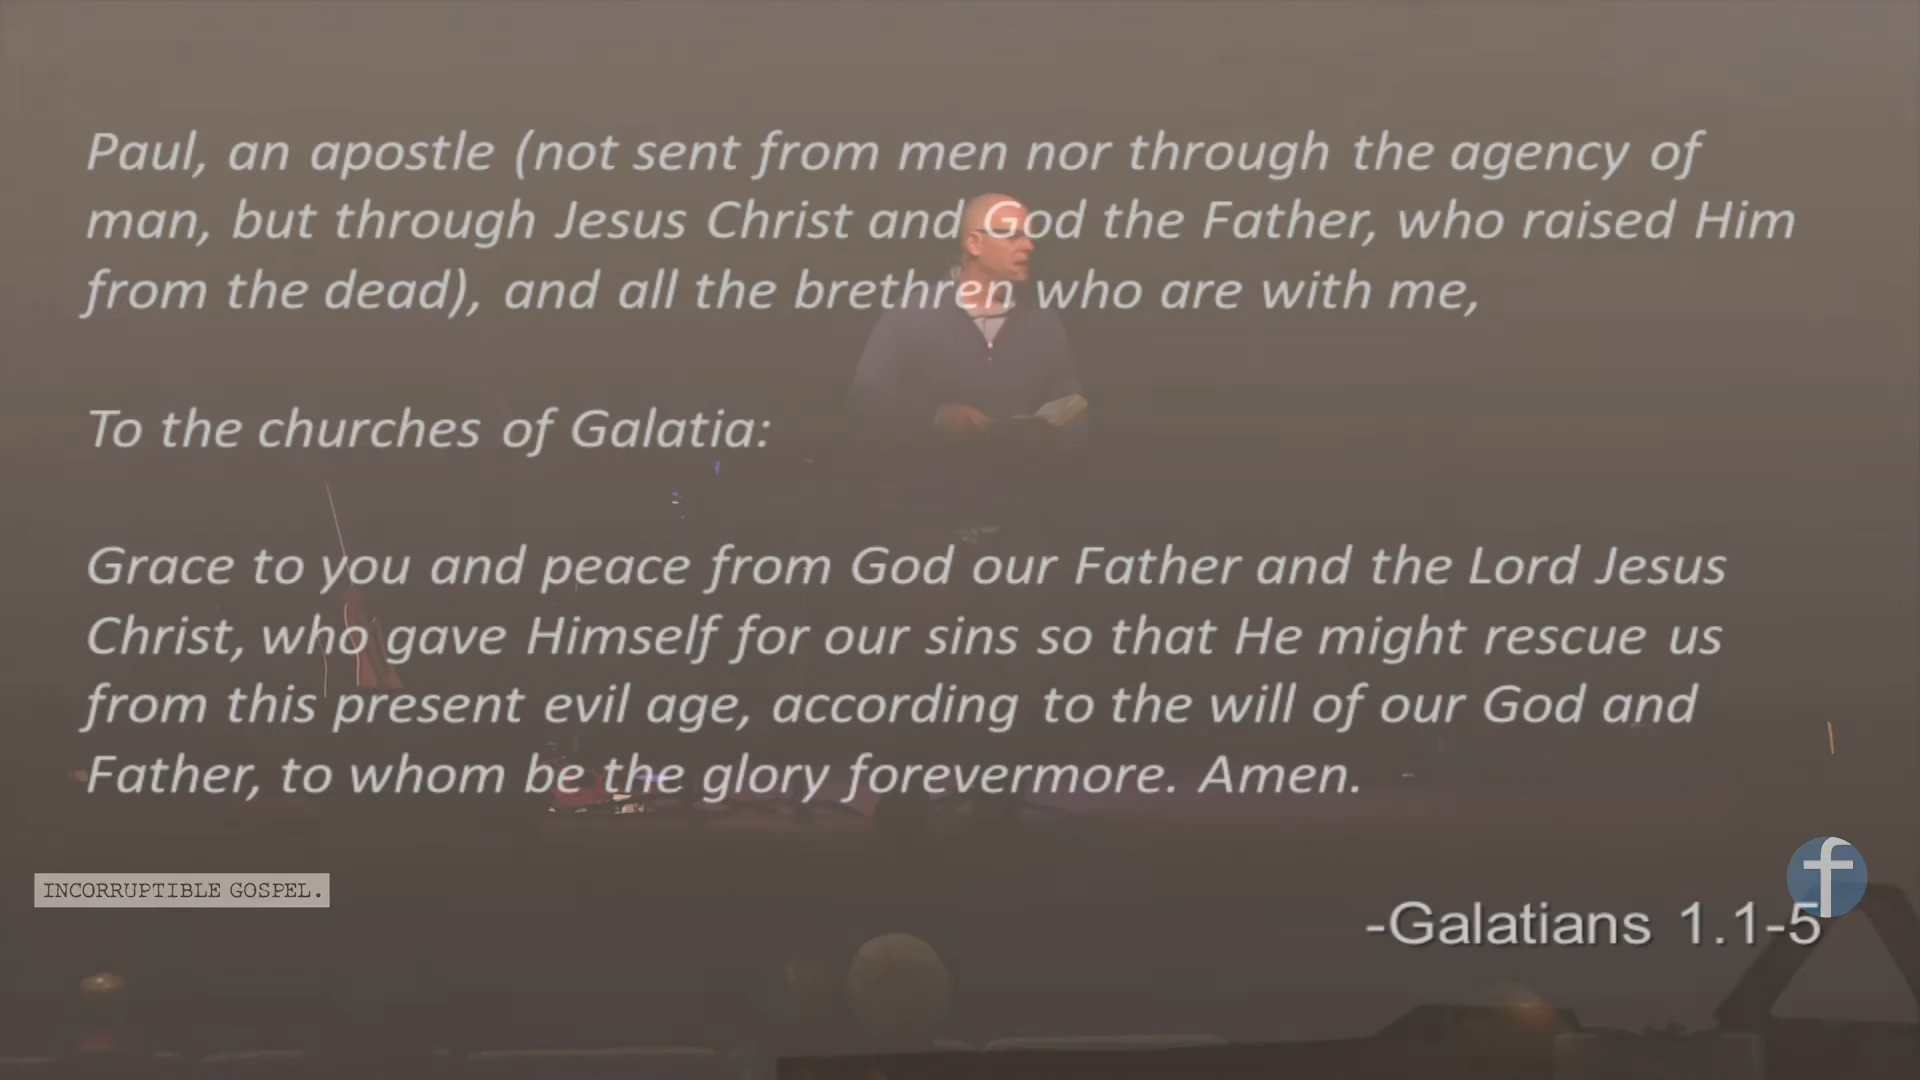 Paul, an apostle (not sent from men nor through the agency of
man, but through Jesus Christ and God the Father, who raised Him
from the dead), and all the brethren who are with me,
To the churches of Galatia:
Grace to you and peace from God our Father and the Lord Jesus
Christ, who gave Himself for our sins so that He might rescue us
from this present evil age, according to the will of our God and
Father, to whom be the glory forevermore. Amen.
INCORRUPTIBLE GOSPEL.
f
-Galatians 1.1-5